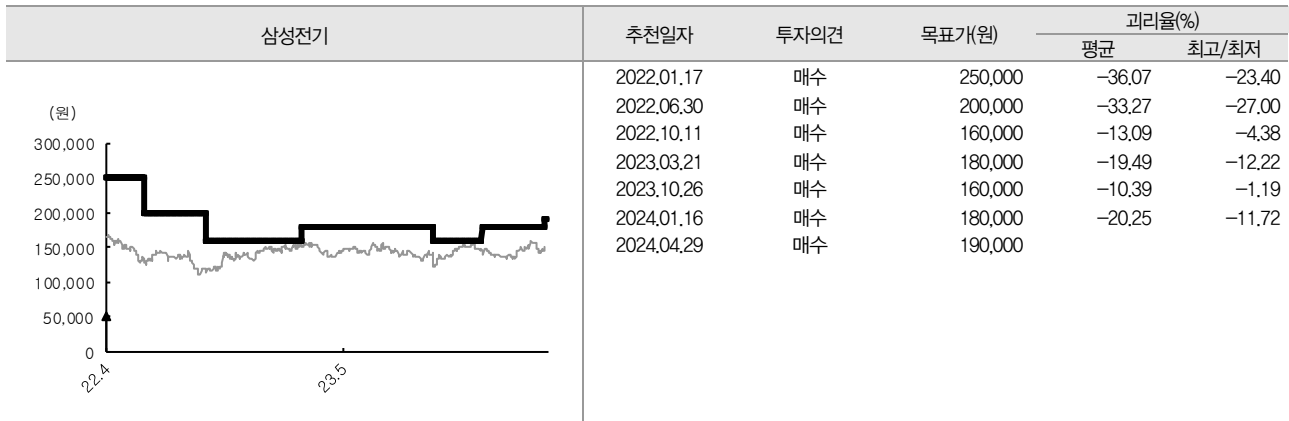 삼성전기 추천일자 투자의견 목표가(원) 괴리율(%)
평균 최고/최저
2022.01.17 매수 250,000 -36.07 -23.40
2022.06.30 매수 200,000 -33.27 -27.00
2022.10.11 매수 160,000 -13.09 -4.38
2023.03.21 매수 180,000 -19.49 -12.22
2023.10.26 매수 160,000 -10.39 -1.19
2024.01.16 매수 180,000 -20.25 -11.72
2024.04.29 매수 190,000
(원)
300,000
250,000
200,000
150,000
100,000
50,000
0
22.4 23.5